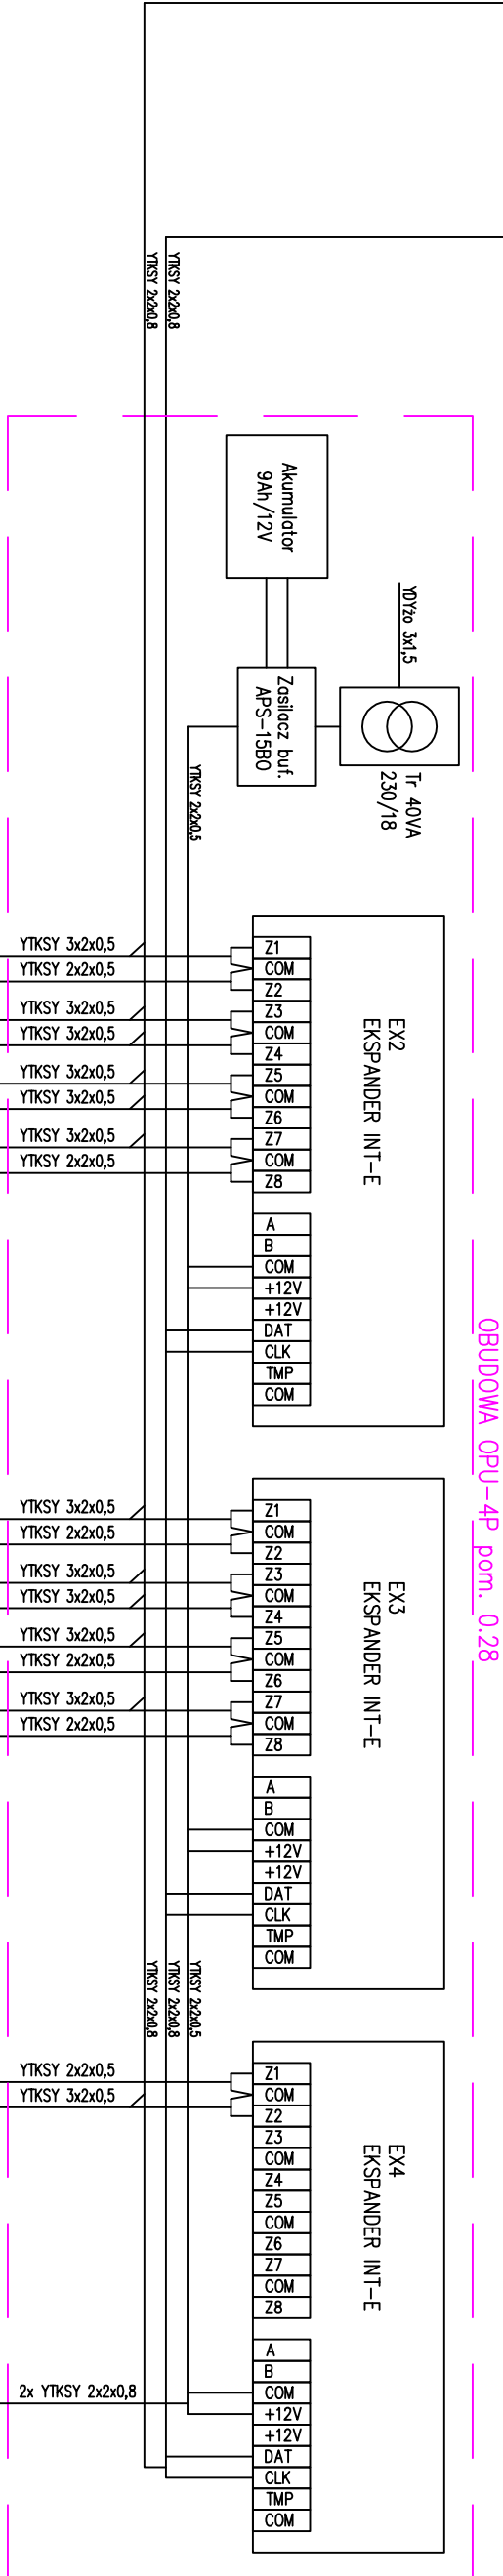 YTKSY 2x2x0,8
YTKSY 2x2x0,8
Akumulator
9Ah/12V
YDYżo 3x1,5
Zasilacz buf.
APS-15B0
Tr 40VA
230/18
YTKSY 2x2x0,5
OBUDOWA OPU-4P pom. 0.28
EX2
EKSPANDER INT-E
YTKSY 3x2x0,5
YTKSY 2x2x0,5
YTKSY 3x2x0,5
YTKSY 3x2x0,5
YTKSY 3x2x0,5
YTKSY 3x2x0,5
YTKSY 3x2x0,5
YTKSY 2x2x0,5
Z1
COM
Z2
Z3
COM
Z4
Z5
COM
Z6
Z7
COM
Z8
A
B
COM
+12V
+12V
DAT
CLK
TMP
COM
EX3
EKSPANDER INT-E
YTKSY 3x2x0,5
YTKSY 2x2x0,5
YTKSY 3x2x0,5
YTKSY 3x2x0,5
YTKSY 3x2x0,5
YTKSY 2x2x0,5
YTKSY 3x2x0,5
YTKSY 2x2x0,5
Z1
COM
Z2
Z3
COM
Z4
Z5
COM
Z6
Z7
COM
Z8
A
B
COM
+12V
+12V
DAT
CLK
TMP
COM
YTKSY 2x2x0,5
YTKSY 2x2x0,8
YTKSY 2x2x0,8
EX4
EKSPANDER INT-E
YTKSY 2x2x0,5
YTKSY 3x2x0,5
Z1
COM
Z2
Z3
COM
Z4
Z5
COM
Z6
Z7
COM
Z8
A
B
COM
+12V
+12V
DAT
CLK
TMP
COM
2x YTKSY 2x2x0,8